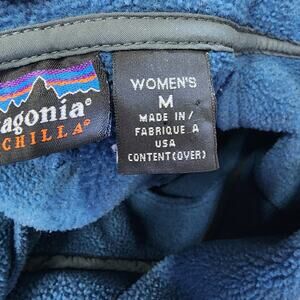 agonia®
CHILLA®
WOMEN'S
M
MADE IN/
FABRIQUE A
USA
CONTENT(OVER)